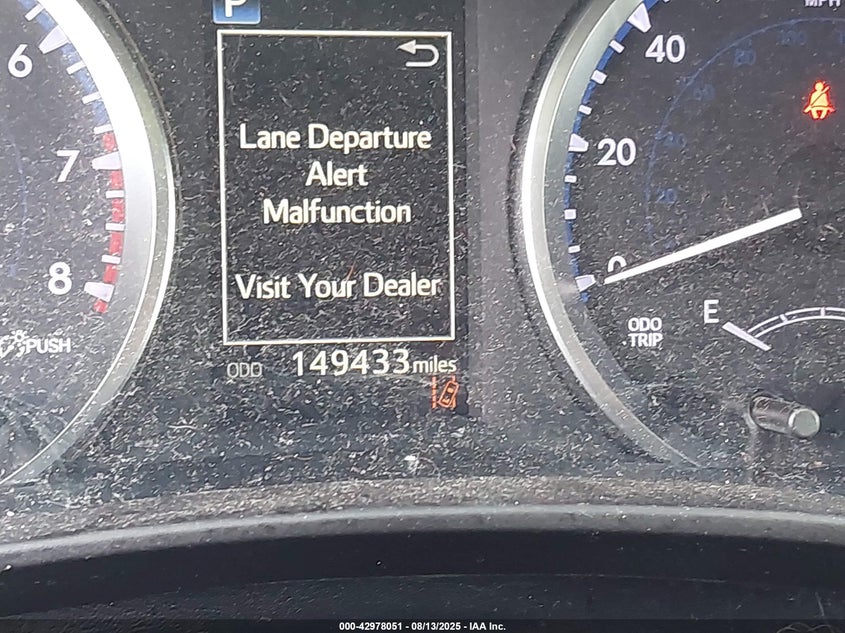 P
MPH
6
40
Lane Departure
7
20
Alert
Malfunction
8
0
Visit Your Dealer
E
ODO
TRIP
PUSH
ODO 149433 miles
000-42978051 - 08/13/2025 - IAA Inc.